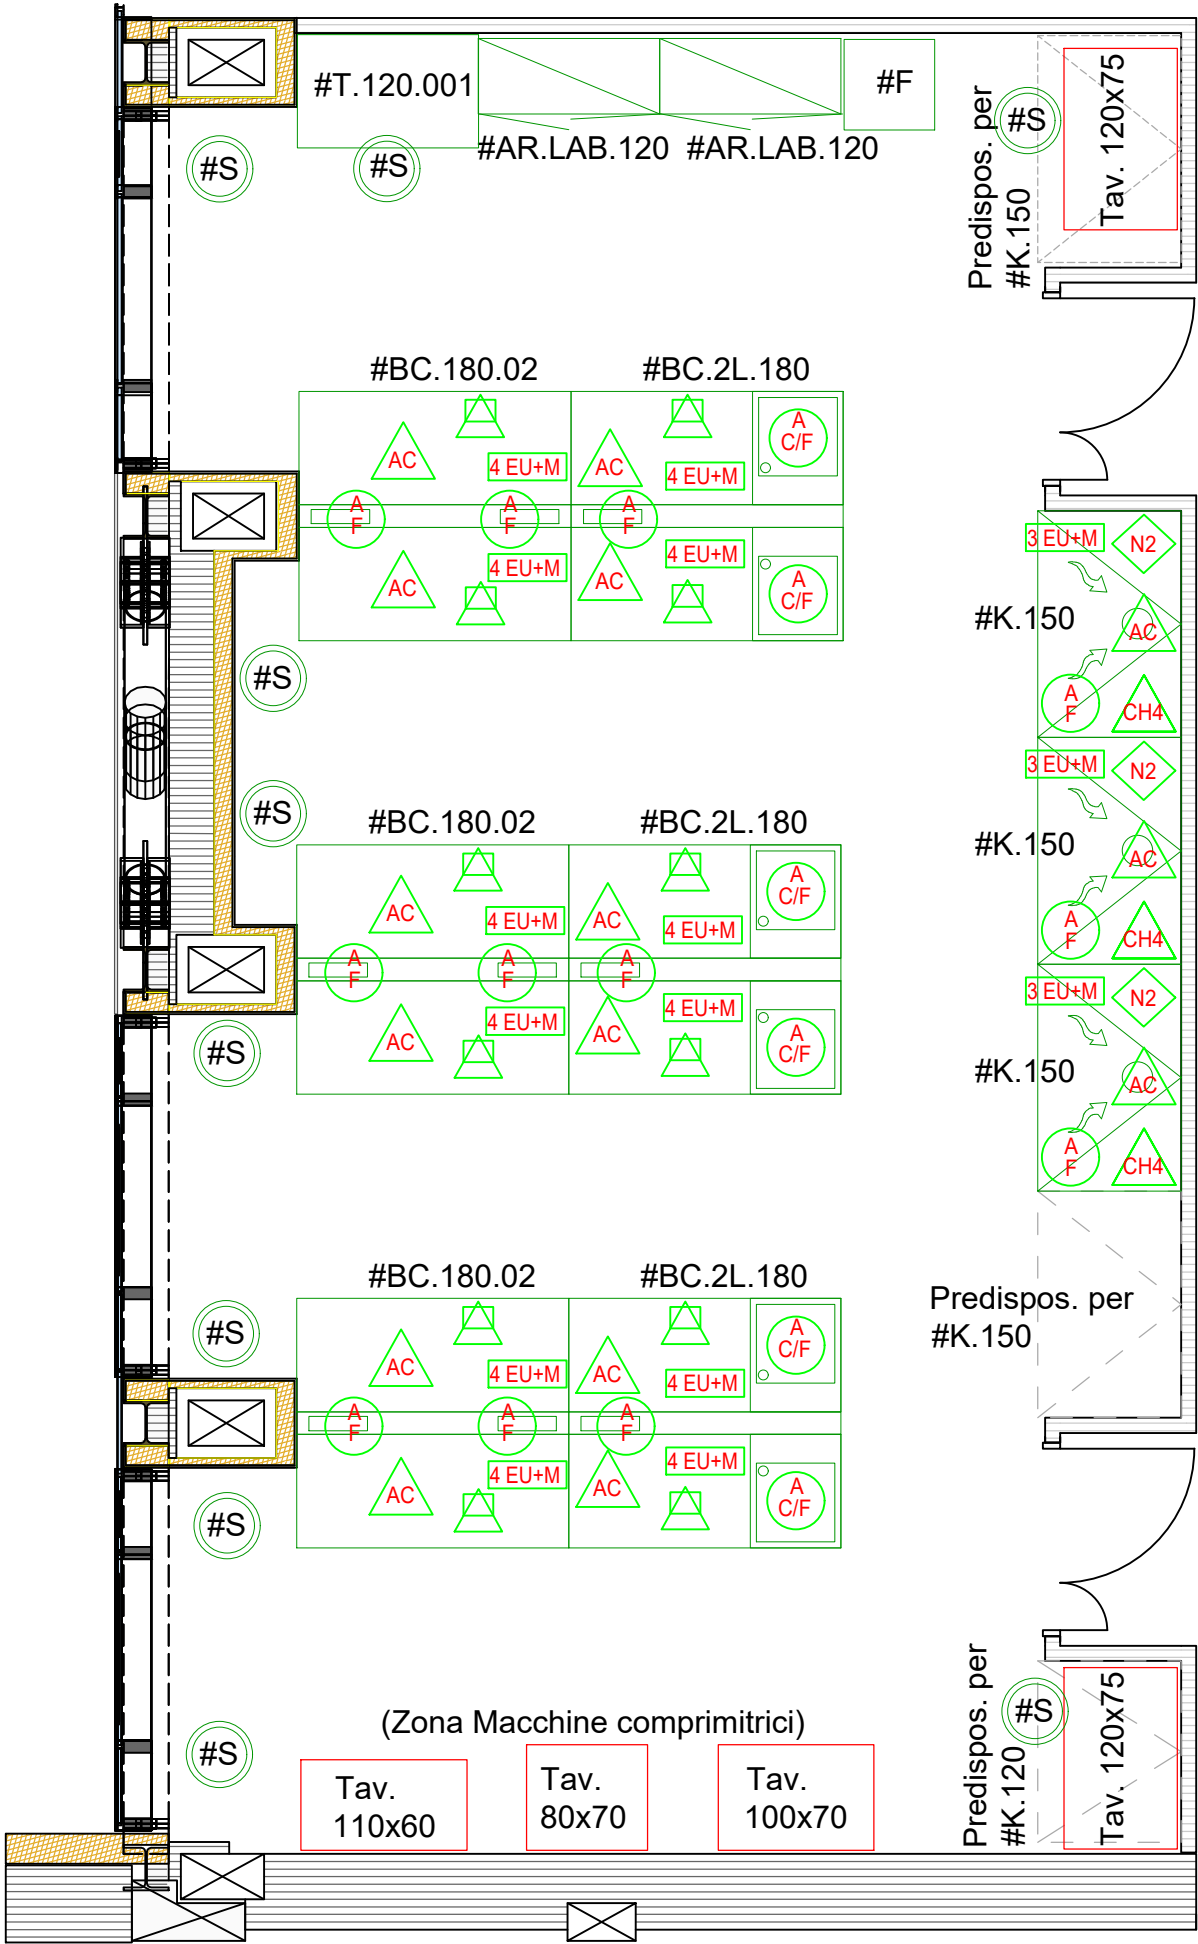 #T.120.001
#F
#S
#S
#AR.LAB.120
#AR.LAB.120
#S
Predispos. per
#K.150
Tav. 120x75
#BC.180.02
#BC.2L.180
AC
4 EU+M
AC
4 EU+M
A
C/F
A
F
A
F
A
F
AC
4 EU+M
AC
4 EU+M
A
C/F
3 EU+M
N2
#K.150
AC
A
F
CH4
#S
#S
3 EU+M
N2
#K.150
AC
A
F
CH4
#BC.180.02
#BC.2L.180
AC
4 EU+M
AC
4 EU+M
A
C/F
A
F
A
F
A
F
AC
4 EU+M
AC
4 EU+M
A
C/F
3 EU+M
N2
#K.150
AC
A
F
CH4
#S
#S
#BC.180.02
#BC.2L.180
Predispos. per
#K.150
AC
4 EU+M
AC
4 EU+M
A
C/F
A
F
A
F
A
F
AC
4 EU+M
AC
4 EU+M
A
C/F
#S
#S
(Zona Macchine comprimitrici)
Tav.
110x60
Tav.
80x70
Tav.
100x70
Predispos. per
#K.120
#S
Tav. 120x75